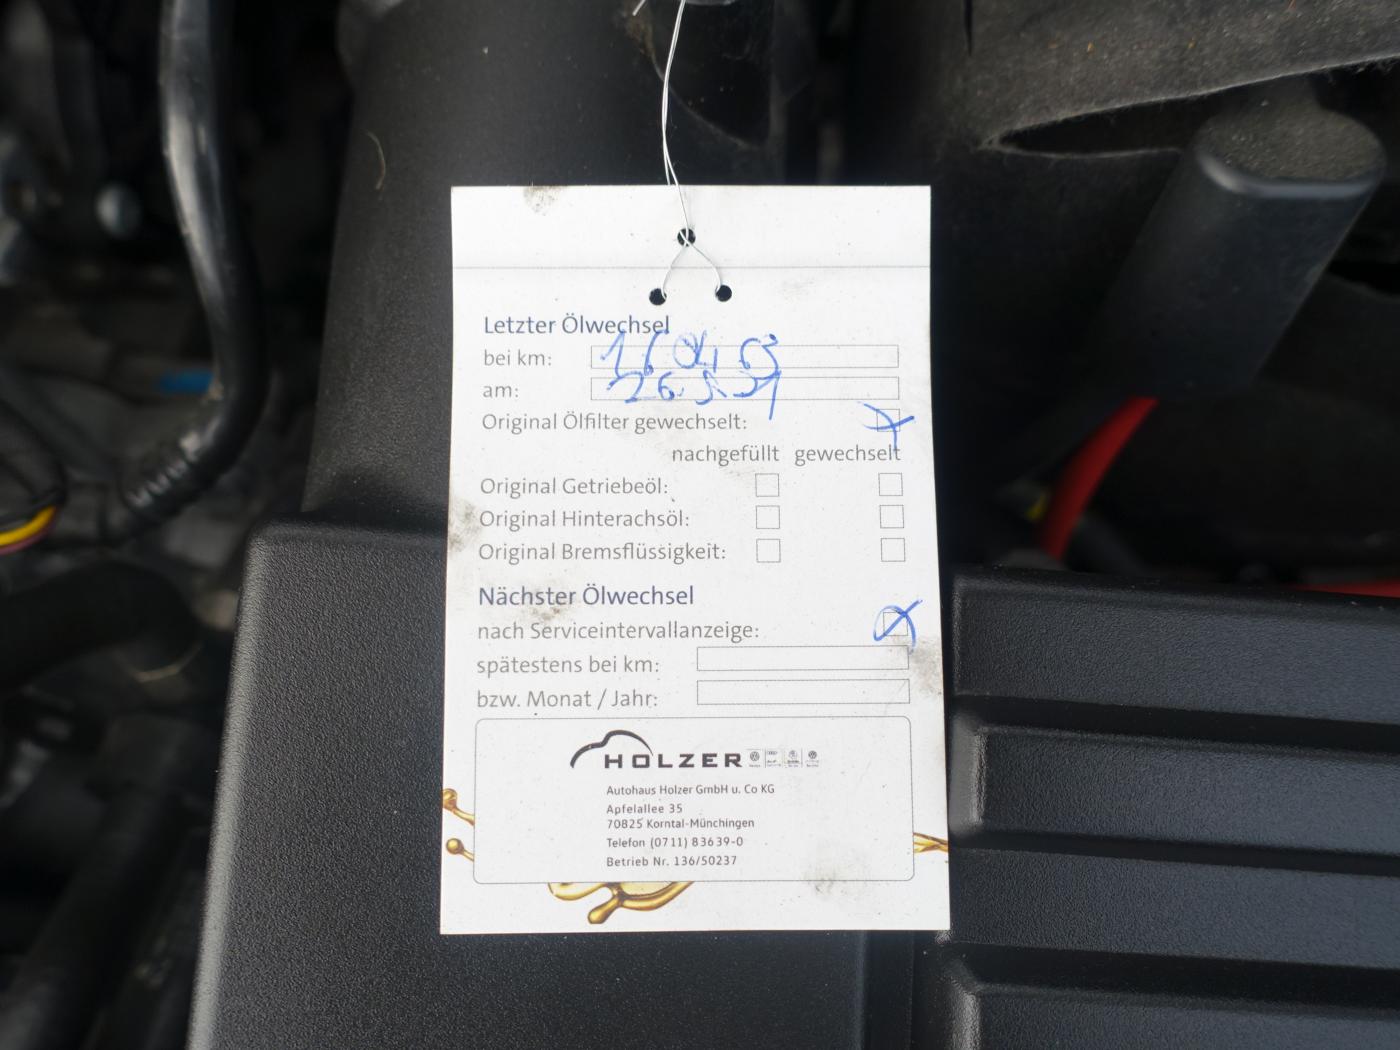 Letzter Ölwechsel
bei km: 160463
am:
Original Ölfilter gewechselt: X
nachgefüllt gewechselt
Original Getriebeöl:
Original Hinterachsöl:
Original Bremsflüssigkeit:
Nächster Ölwechsel
nach Serviceintervallanzeige: X
spätestens bei km:
bzw. Monat / Jahr:
HOLZER
Autohaus Holzer GmbH u. Co KG
Apfelallee 35
70825 Korntal-Münchingen
Telefon (0711) 83639-0
Betrieb Nr. 136/50237